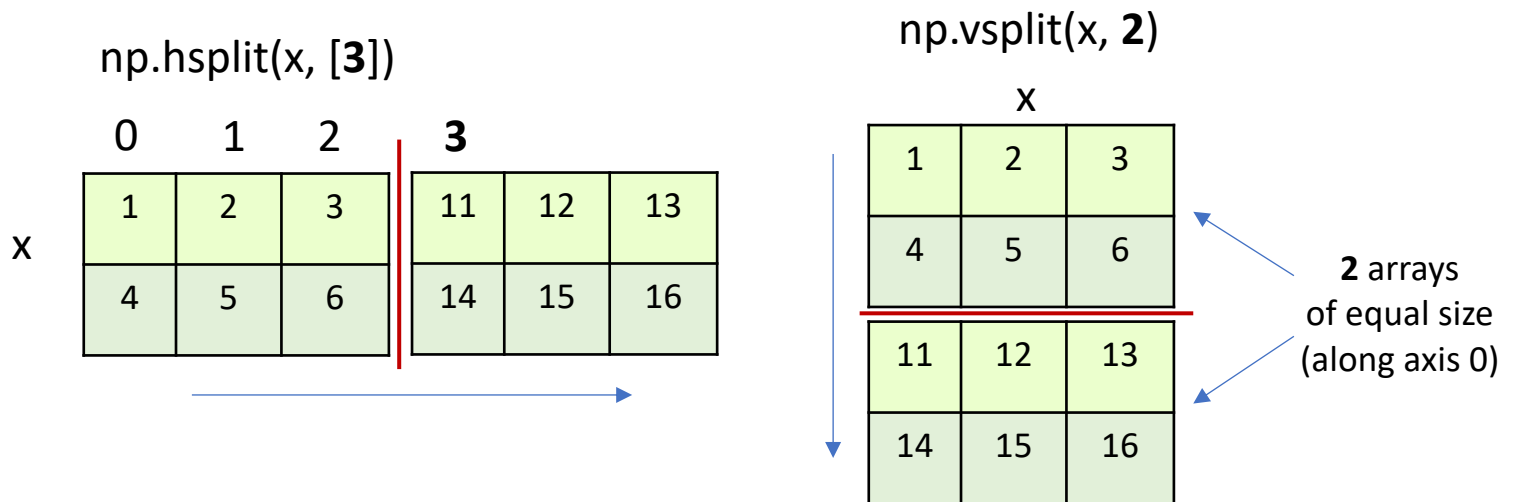 np.hsplit(x, [3])
0 1 2 3
x
1 2 3 11 12 13
4 5 6 14 15 16
np.vsplit(x, 2)
x
1 2 3
4 5 6
11 12 13
14 15 16
2 arrays
of equal size
(along axis 0)